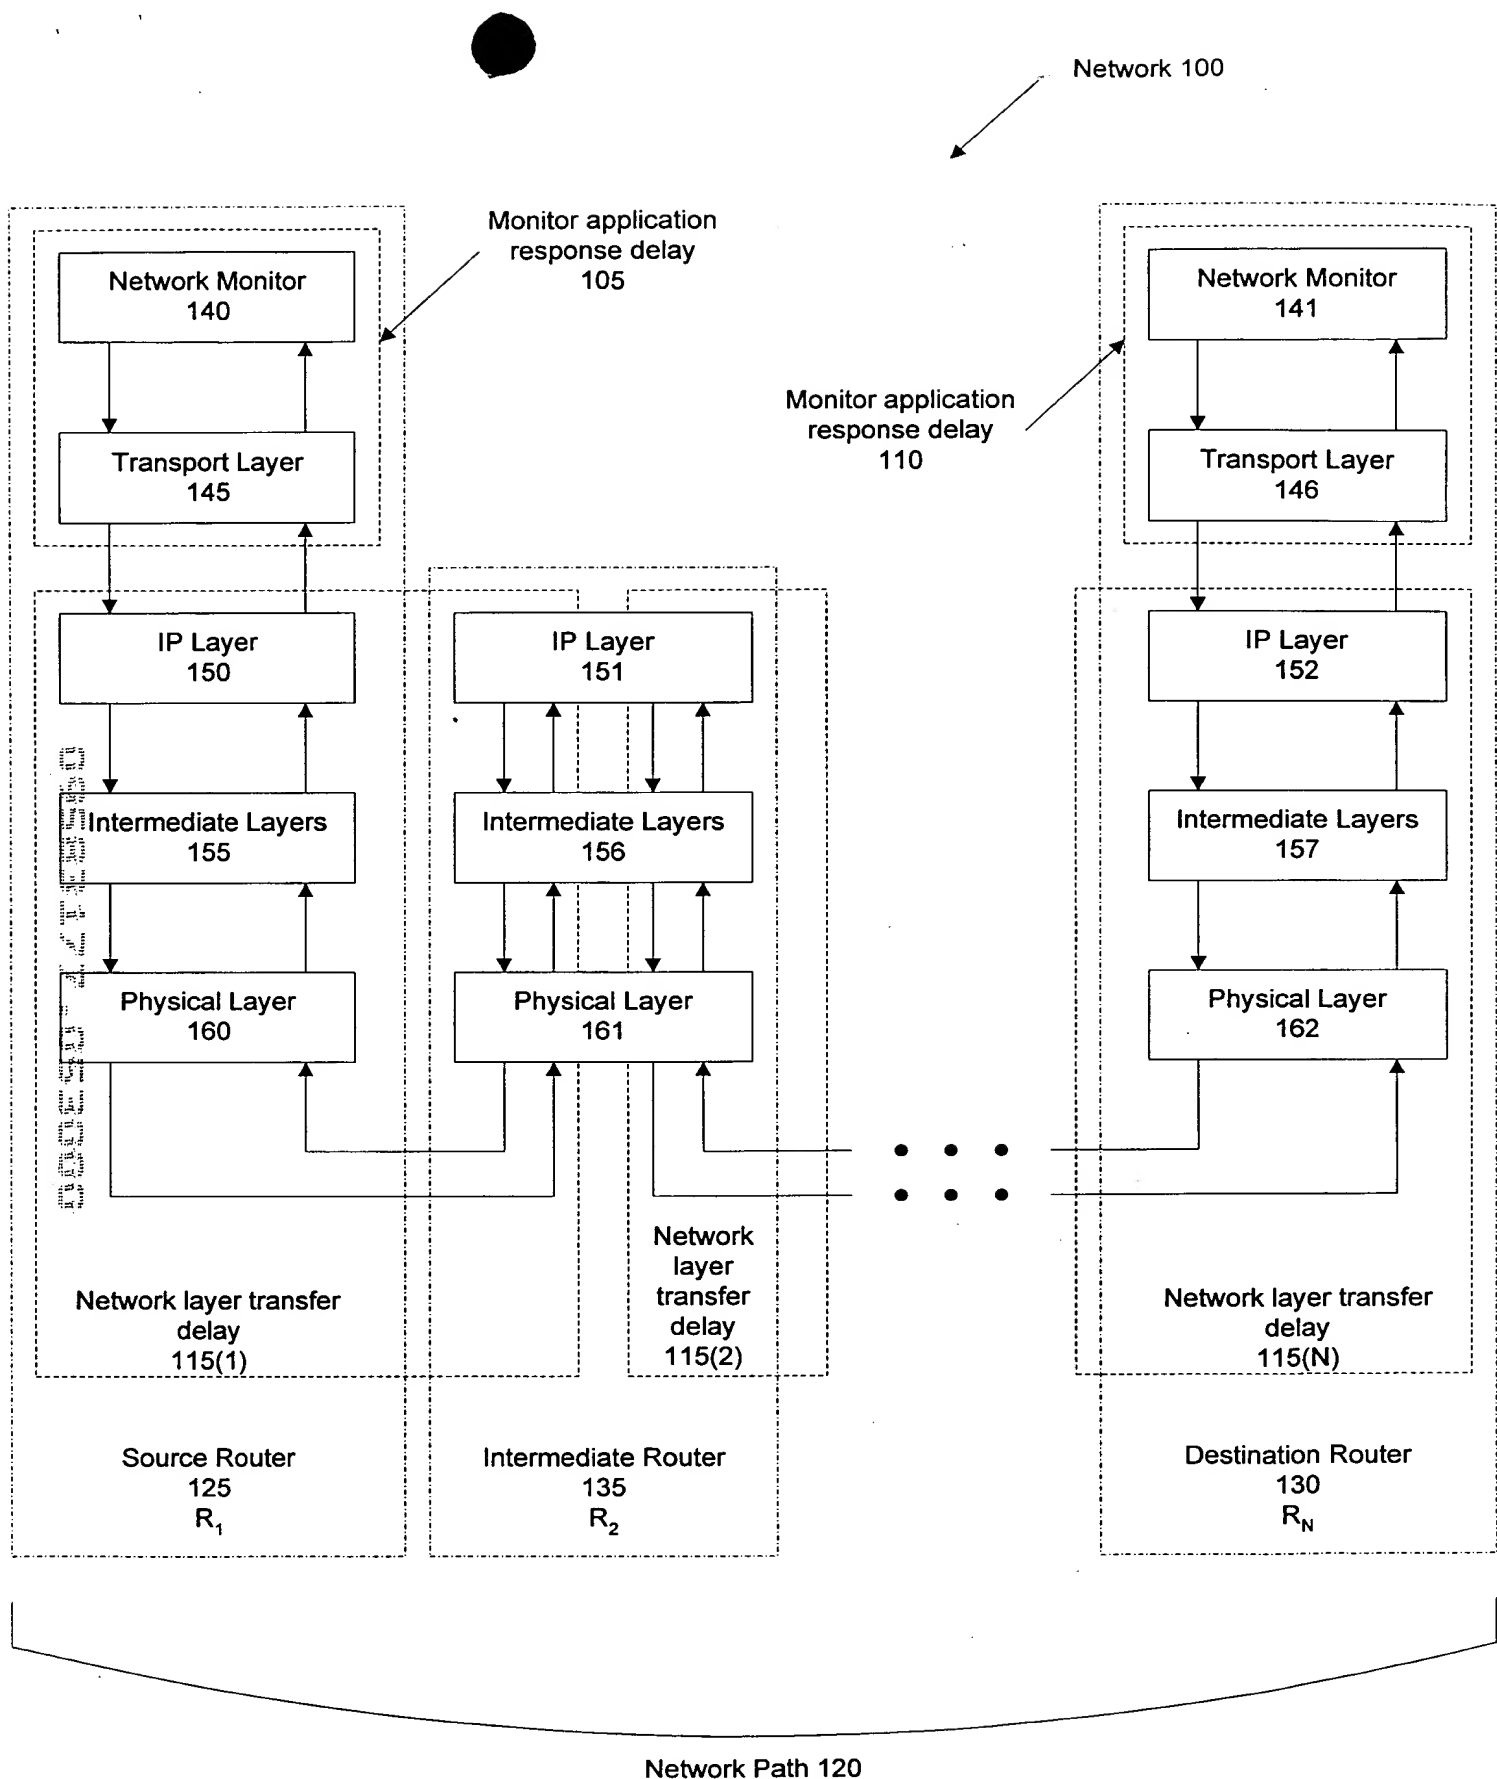 Network 100
Monitor application
response delay
105
Network Monitor
140
Network Monitor
141
Monitor application
response delay
110
Transport Layer
145
Transport Layer
146
IP Layer
150
IP Layer
151
IP Layer
152
Intermediate Layers
155
Intermediate Layers
156
Intermediate Layers
157
Physical Layer
160
Physical Layer
161
Physical Layer
162
Network layer transfer
delay
115(1)
Network
layer
transfer
delay
115(2)
Network layer transfer
delay
115(N)
Source Router
125
R1
Intermediate Router
135
R2
Destination Router
130
RN
Network Path 120